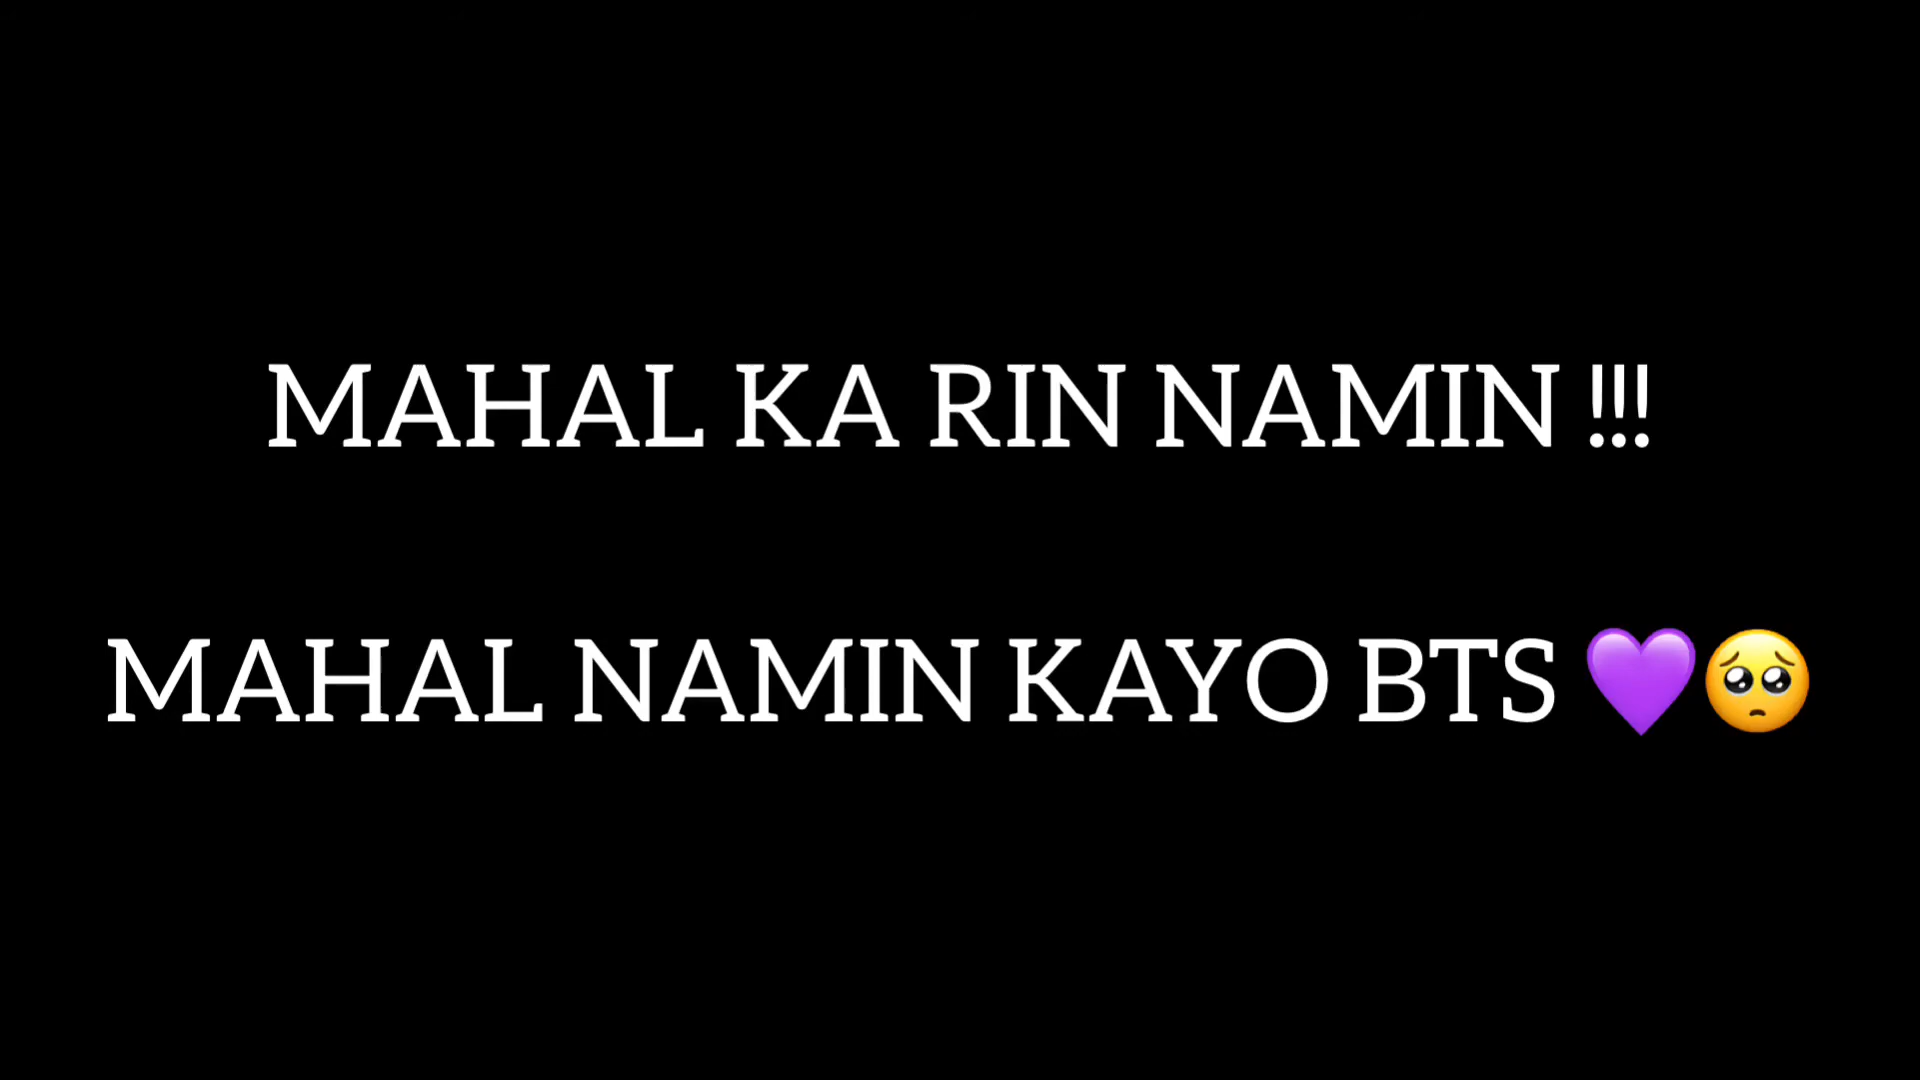 MAHAL KA RIN NAMIN !!!
MAHAL NAMIN KAYO BTS 💜🥺